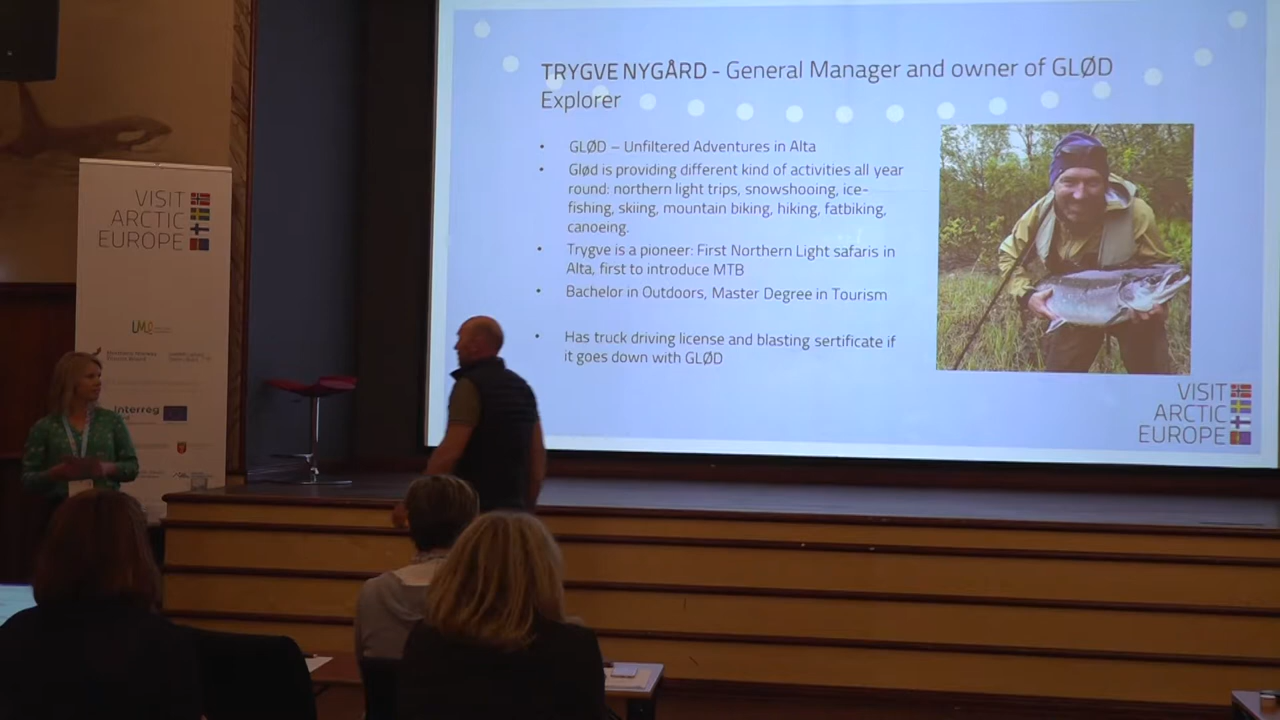 TRYGVE NYGÅRD - General Manager and owner of GLØD
Explorer
• GLØD – Unfiltered Adventures in Alta
• Glød is providing different kind of activities all year
round: northern light trips, snowshooing, ice-
fishing, skiing, mountain biking, hiking, fatbiking,
canoeing.
• Trygve is a pioneer: First Northern Light safaris in
Alta, first to introduce MTB
• Bachelor in Outdoors, Master Degree in Tourism
• Has truck driving license and blasting sertificate if
it goes down with GLØD
VISIT
ARCTIC
EUROPE
VISIT
ARCTIC
EUROPE
Interreg